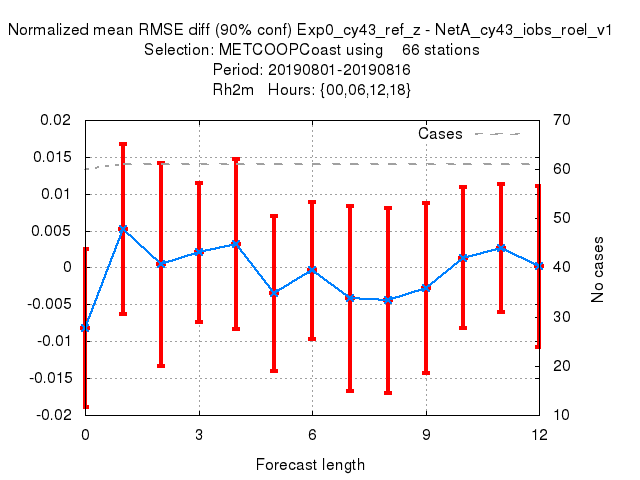 Normalized mean RMSE diff (90% conf) Exp0_cy43_ref_z - NetA_cy43_iobs_roel_v1
Selection: METCOOPCoast using 66 stations
Period: 20190801-20190816
Rh2m Hours: {00,06,12,18}
Cases
0.02
0.015
0.01
0.005
0
-0.005
-0.01
-0.015
-0.02
70
60
50
40
30
20
10
No cases
0 3 6 9 12
Forecast length